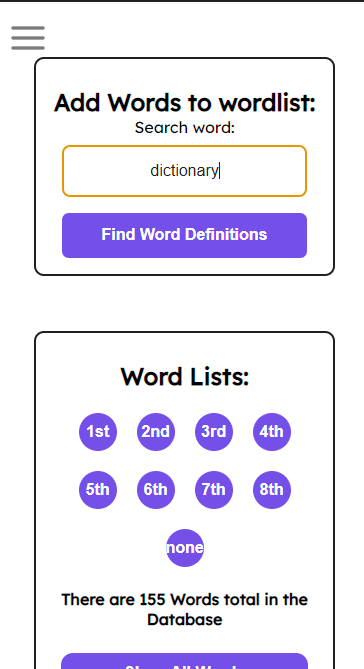 Add Words to wordlist:
Search word:
dictionary
Find Word Definitions
Word Lists:
1st 2nd 3rd 4th
5th 6th 7th 8th
none
There are 155 Words total in the
Database